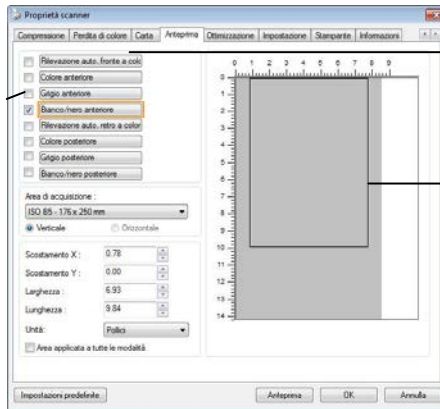 Proprietà scanner
Compressione Perdita di colore Carta Anteprima Ottimizzazione Impostazione Stampante Informazioni
Rilevazione auto. fronte a colo
Colore anteriore
Grigio anteriore
Bianco/nero anteriore
Rilevazione auto. retro a color
Colore posteriore
Grigio posteriore
Bianco/nero posteriore
Area di acquisizione :
ISO B5 - 176 x 250 mm
Verticale Orizzontale
Scostamento X : 0.78
Scostamento Y : 0.00
Larghezza : 6.93
Lunghezza : 9.84
Unità: Pollici
Area applicata a tutte le modalità
0 1 2 3 4 5 6 7 8 9
0
1
2
3
4
5
6
7
8
9
10
11
12
13
14
Impostazioni predefinite Anteprima OK Annulla